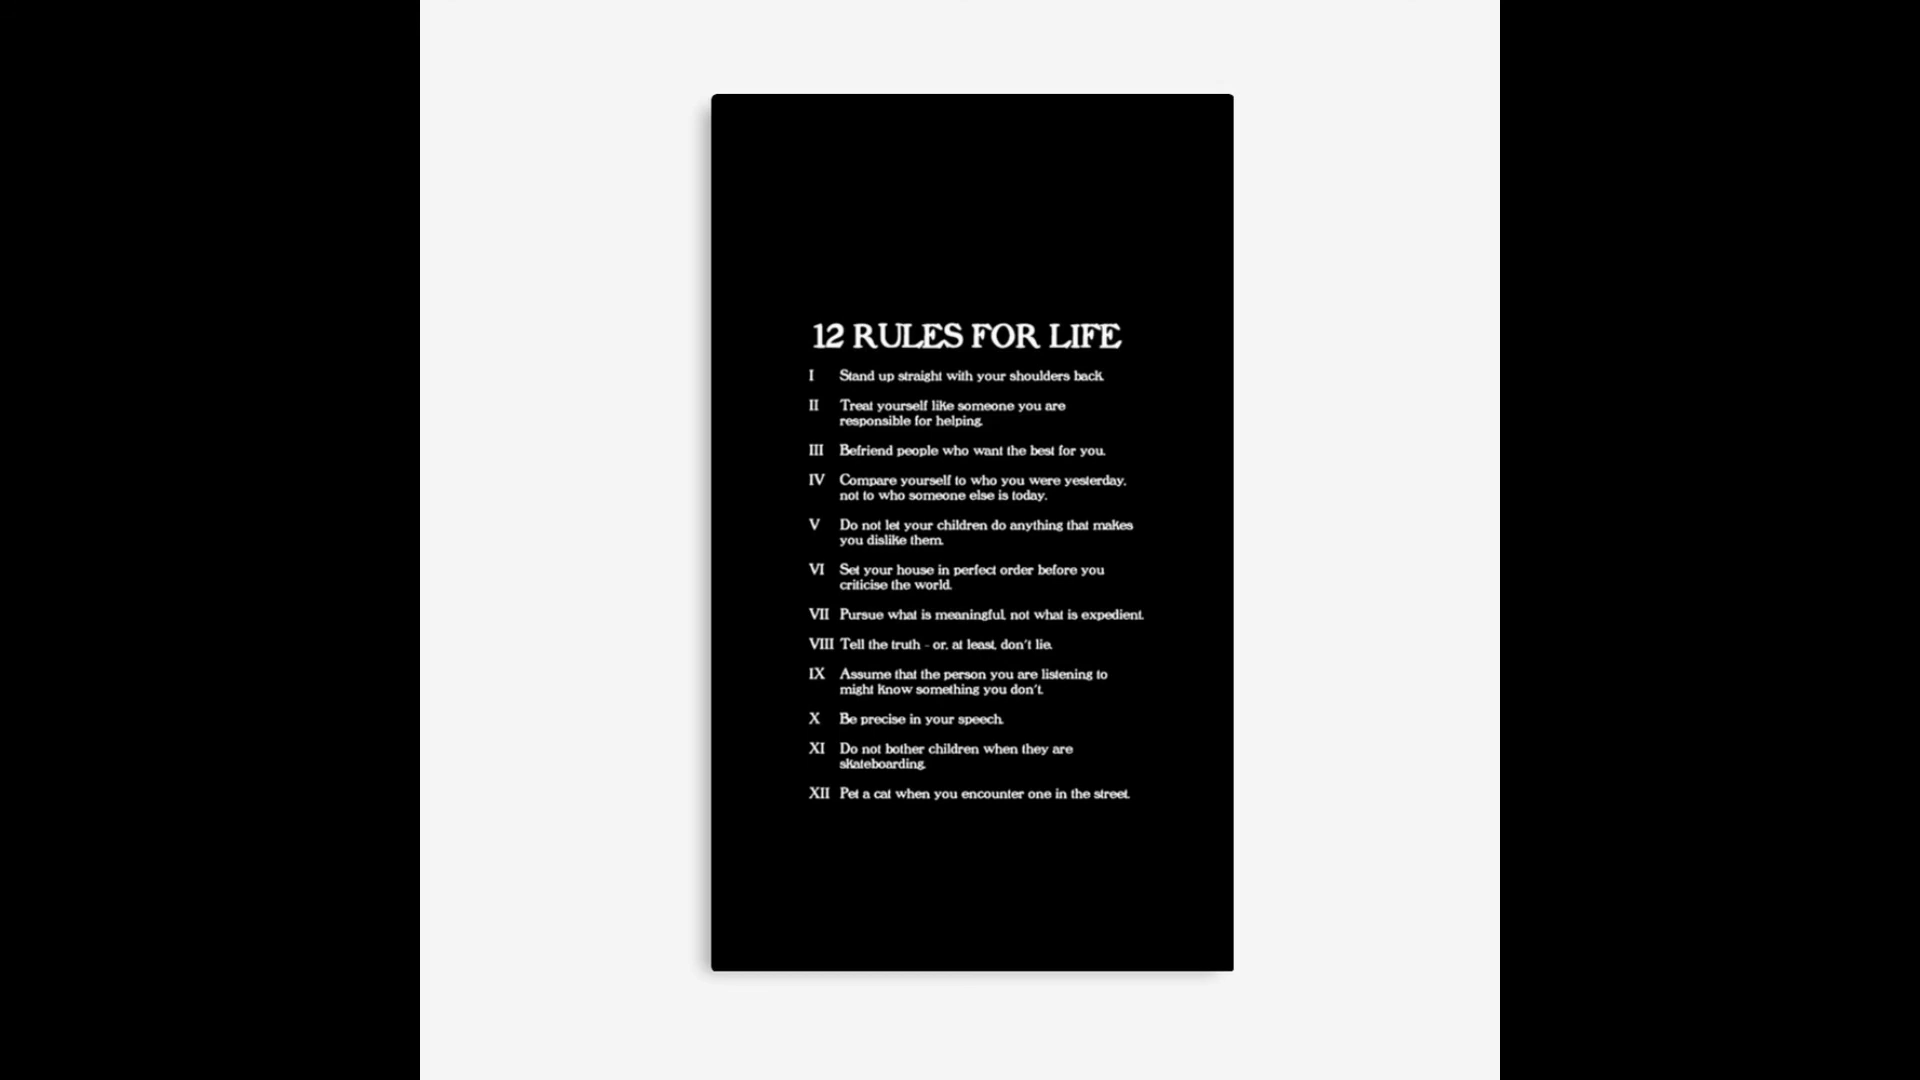 12 RULES FOR LIFE
I Stand up straight with your shoulders back.
II Treat yourself like someone you are
responsible for helping.
III Befriend people who want the best for you.
IV Compare yourself to who you were yesterday,
not to who someone else is today.
V Do not let your children do anything that makes
you dislike them.
VI Set your house in perfect order before you
criticise the world.
VII Pursue what is meaningful, not what is expedient.
VIII Tell the truth - or, at least, don't lie.
IX Assume that the person you are listening to
might know something you don't.
X Be precise in your speech.
XI Do not bother children when they are
skateboarding.
XII Pet a cat when you encounter one in the street.